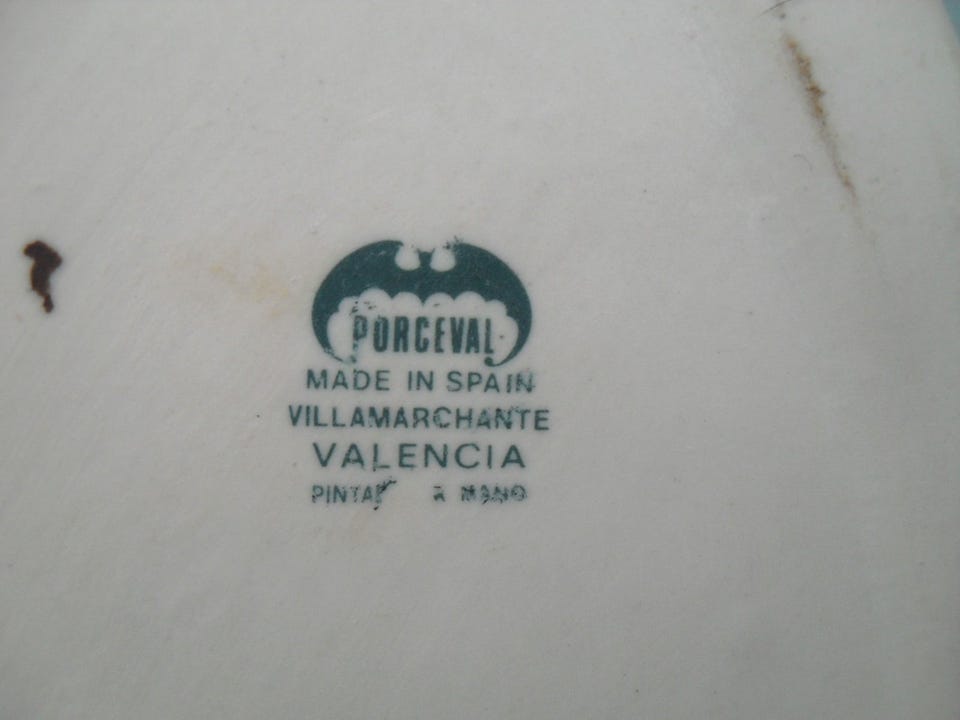 PORCEVAL
MADE IN SPAIN
VILLAMARCHANTE
VALENCIA
A MANO